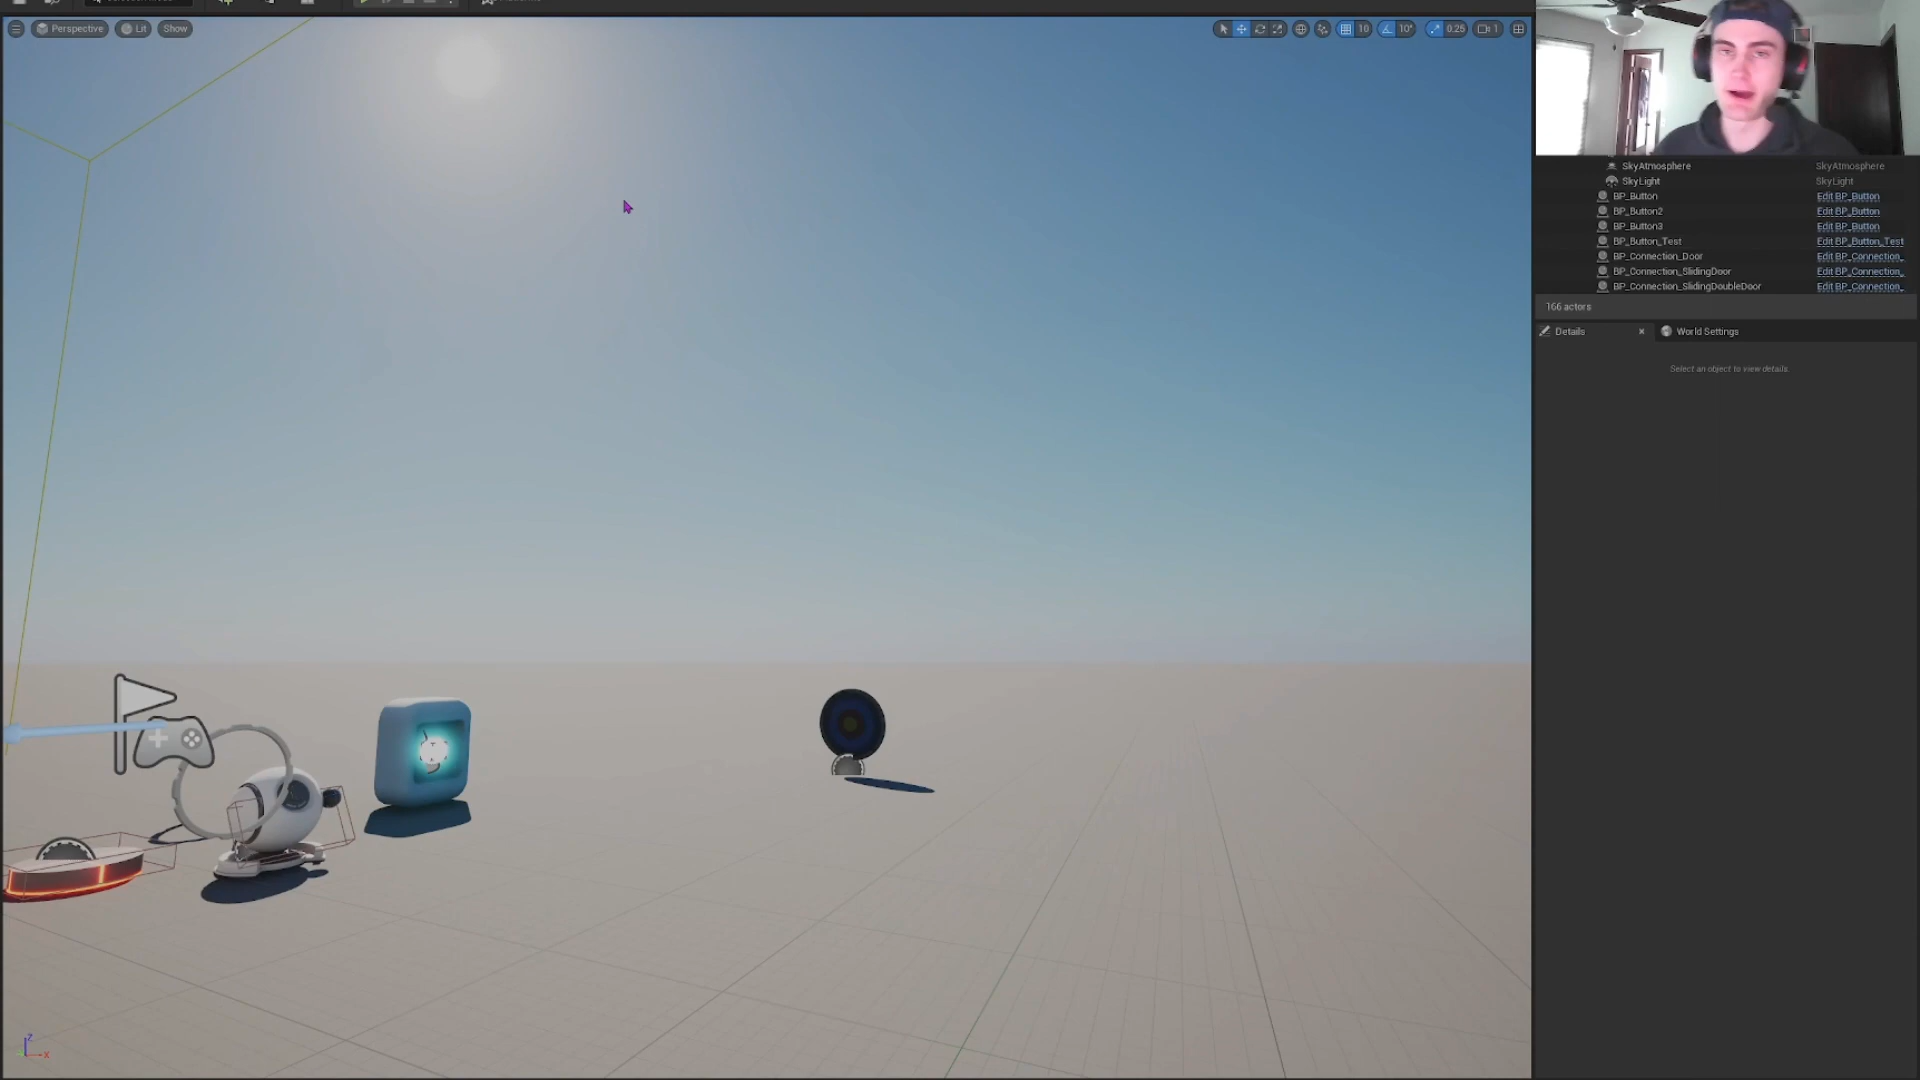 Perspective Lit Show
10 10° 0.25 1
SkyAtmosphere SkyAtmosphere
SkyLight SkyLight
BP_Button Edit BP_Button
BP_Button2 Edit BP_Button
BP_Button3 Edit BP_Button
BP_Button_Test Edit BP_Button_Test
BP_Connection_Door Edit BP_Connection_
BP_Connection_SlidingDoor Edit BP_Connection_
BP_Connection_SlidingDoubleDoor Edit BP_Connection_
166 actors
Details World Settings
Select an object to view details.
Z
X